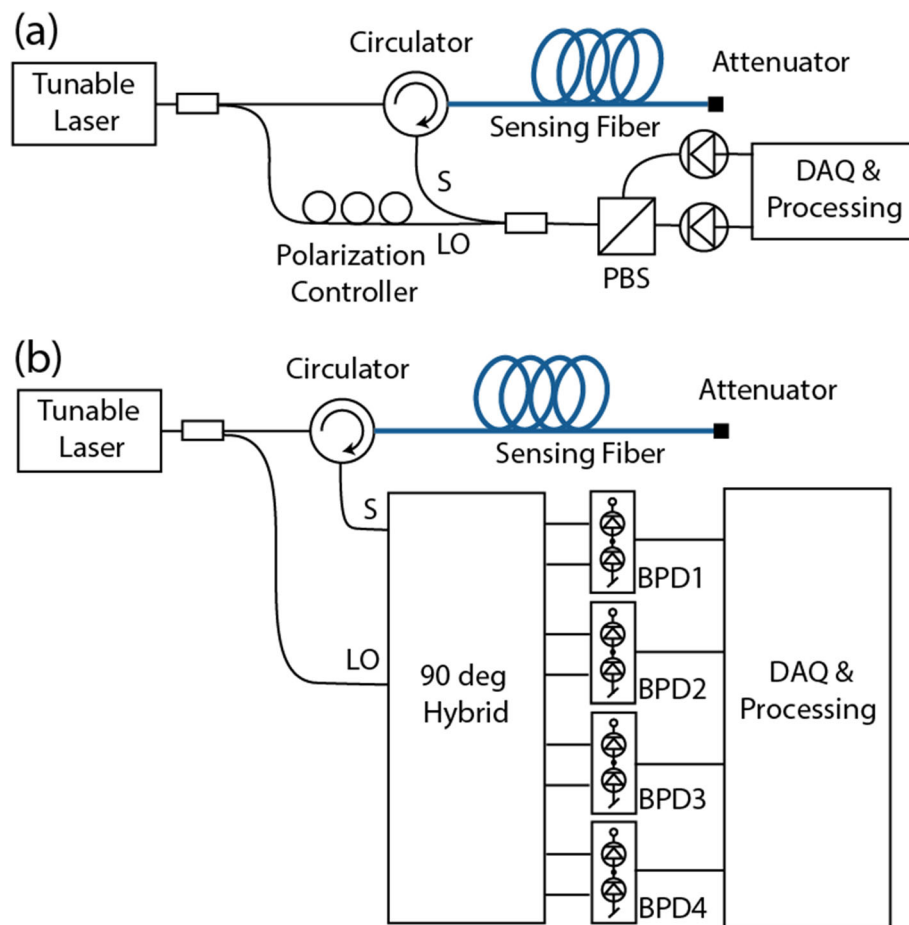 (a)
Circulator
Tunable
Laser
Attenuator
Sensing Fiber
S
DAQ &
Processing
LO
Polarization
Controller
PBS
(b)
Circulator
Attenuator
Tunable
Laser
Sensing Fiber
S
BPD1
LO
90 deg
Hybrid
BPD2
DAQ &
Processing
BPD3
BPD4